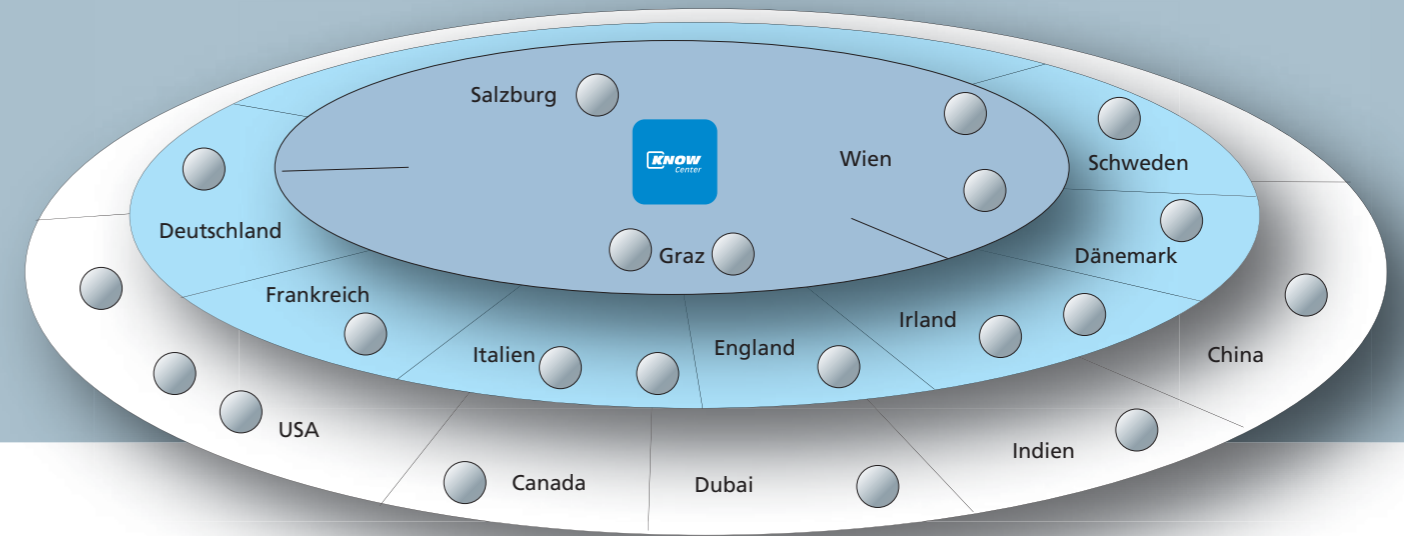 Salzburg
KNOW
Center
Wien
Schweden
Deutschland
Graz
Dänemark
Frankreich
Irland
Italien
England
China
USA
Indien
Canada
Dubai